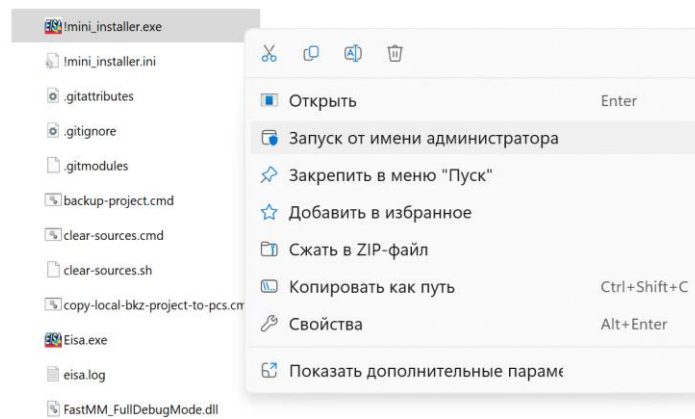 !mini_installer.exe
!mini_installer.ini
.gitattributes
.gitignore
.gitmodules
backup-project.cmd
clear-sources.cmd
clear-sources.sh
copy-local-bkz-project-to-pcs.cm
Eisa.exe
eisa.log
FastMM_FullDebugMode.dll
Открыть Enter
Запуск от имени администратора
Закрепить в меню "Пуск"
Добавить в избранное
Сжать в ZIP-файл
Копировать как путь Ctrl+Shift+C
Свойства Alt+Enter
Показать дополнительные параме